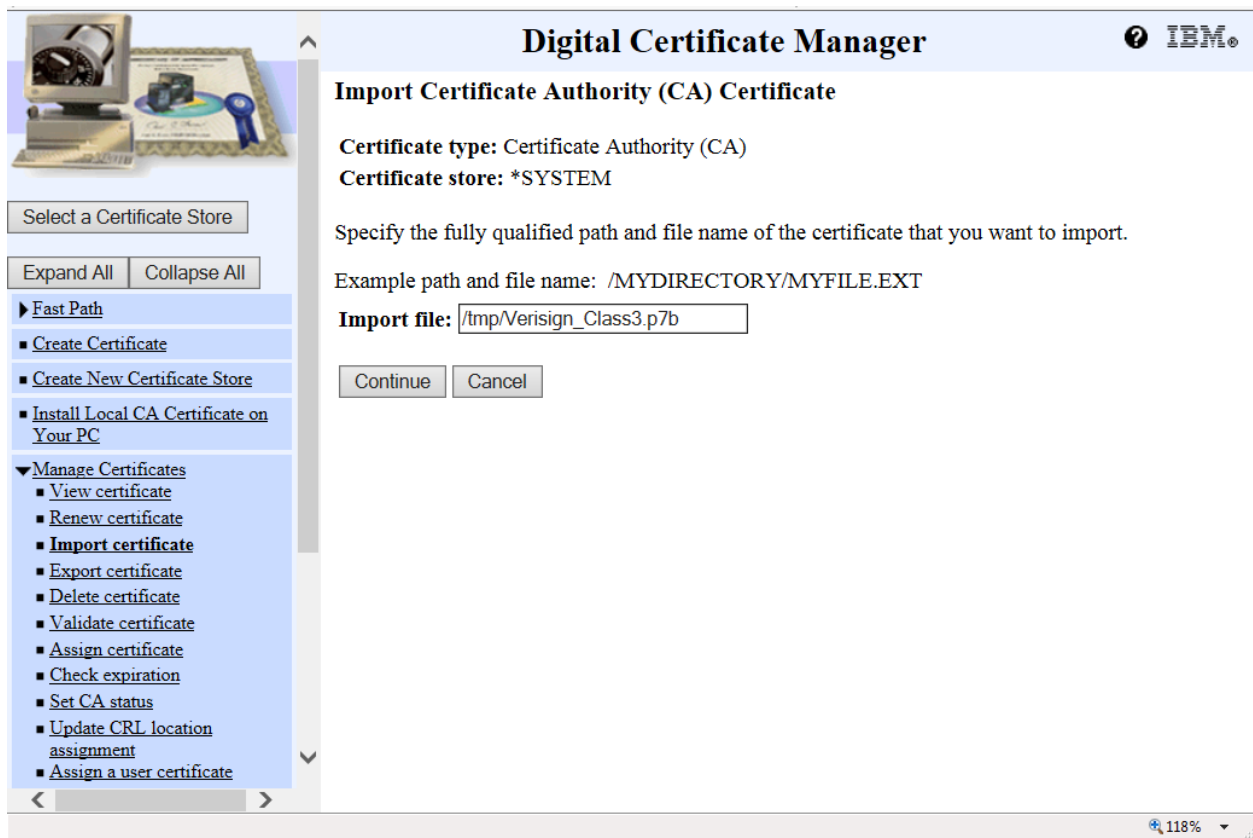 Digital Certificate Manager
IBM®
Import Certificate Authority (CA) Certificate
Certificate type: Certificate Authority (CA)
Certificate store: *SYSTEM
Specify the fully qualified path and file name of the certificate that you want to import.
Example path and file name: /MYDIRECTORY/MYFILE.EXT
Import file: /tmp/Verisign_Class3.p7b
Continue Cancel
Select a Certificate Store
Expand All Collapse All
Fast Path
Create Certificate
Create New Certificate Store
Install Local CA Certificate on
Your PC
Manage Certificates
View certificate
Renew certificate
Import certificate
Export certificate
Delete certificate
Validate certificate
Assign certificate
Check expiration
Set CA status
Update CRL location
assignment
Assign a user certificate
118%